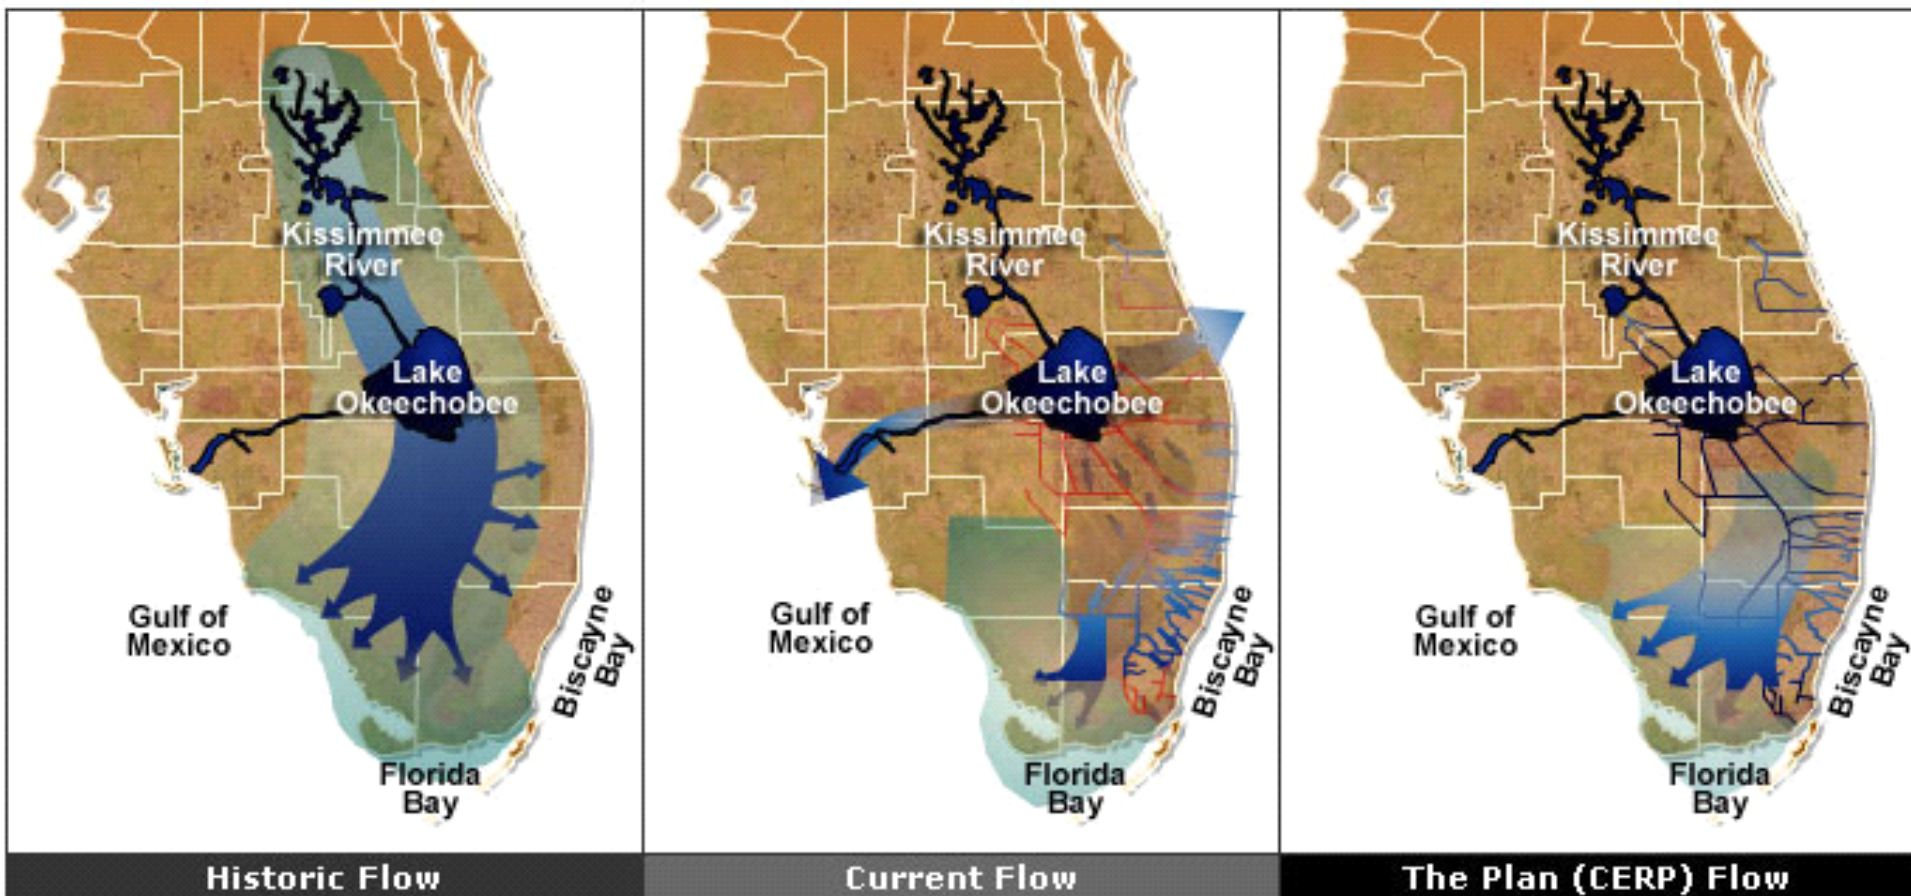 Kissimmee
River
Lake
Okeechobee
Gulf of
Mexico
Biscayne
Bay
Florida
Bay
Historic Flow
Kissimmee
River
Lake
Okeechobee
Gulf of
Mexico
Biscayne
Bay
Florida
Bay
Current Flow
Kissimmee
River
Lake
Okeechobee
Gulf of
Mexico
Biscayne
Bay
Florida
Bay
The Plan (CERP) Flow